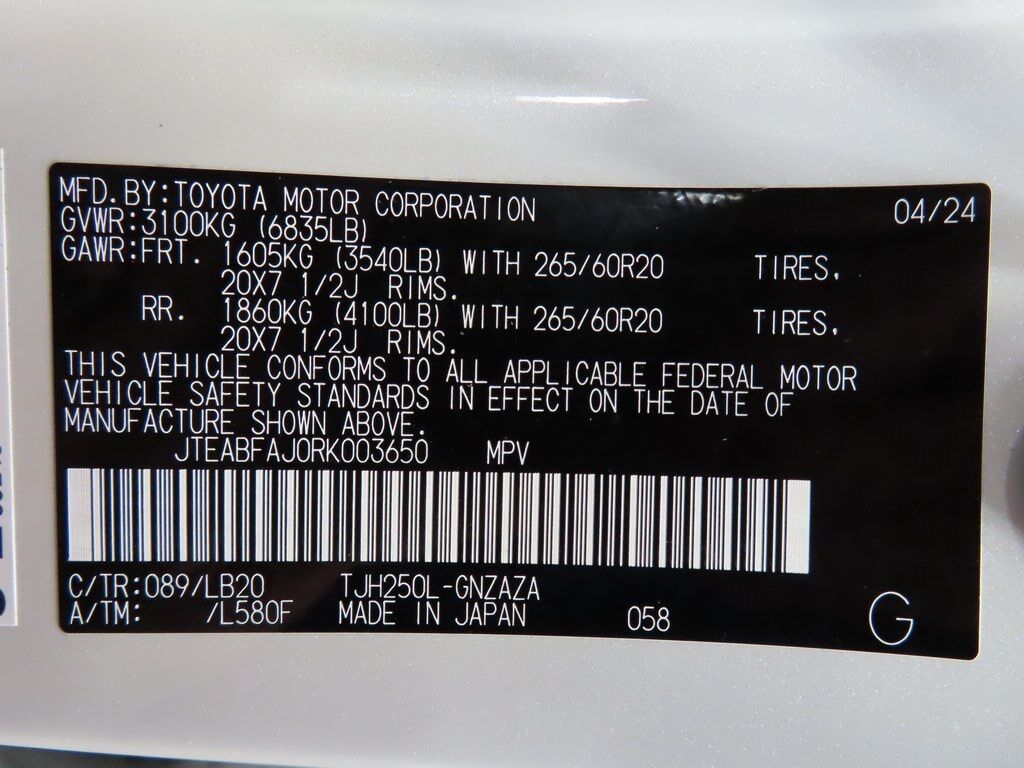 MFD.BY:TOYOTA MOTOR CORPORATION 04/24
GVWR:3100KG (6835LB)
GAWR:FRT. 1605KG (3540LB) WITH 265/60R20 TIRES,
20X7 1/2J RIMS.
RR. 1860KG (4100LB) WITH 265/60R20 TIRES,
20X7 1/2J RIMS.
THIS VEHICLE CONFORMS TO ALL APPLICABLE FEDERAL MOTOR
VEHICLE SAFETY STANDARDS IN EFFECT ON THE DATE OF
MANUFACTURE SHOWN ABOVE.
JTEABFAJ0RK003650 MPV
C/TR:089/LB20 TJH250L-GNZAZA
A/TM: /L580F MADE IN JAPAN 058 G